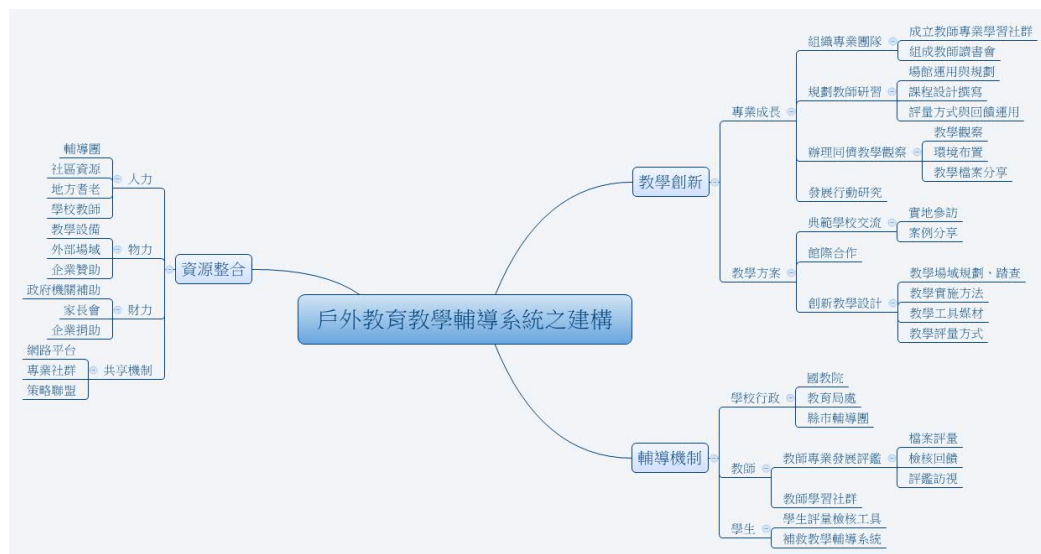 戶外教育教學輔導系統之建構
教學創新
專業成長
組織專業團隊
成立教師專業學習社群
組成教師讀書會
規劃教師研習
場館運用與規劃
課程設計撰寫
評量方式與回饋運用
辦理同儕教學觀察
教學觀察
環境布置
教學檔案分享
發展行動研究
教學方案
典範學校交流
實地參訪
案例分享
館際合作
創新教學設計
教學場域規劃、踏查
教學實施方法
教學工具媒材
教學評量方式
輔導機制
學校行政
國教院
教育局處
縣市輔導團
教師
教師專業發展評鑑
檔案評量
檢核回饋
評鑑訪視
教師學習社群
學生
學生評量檢核工具
補救教學輔導系統
資源整合
人力
輔導團
社區資源
地方耆老
學校教師
物力
教學設備
外部場域
企業贊助
財力
政府機關補助
家長會
企業捐助
共享機制
網路平台
專業社群
策略聯盟